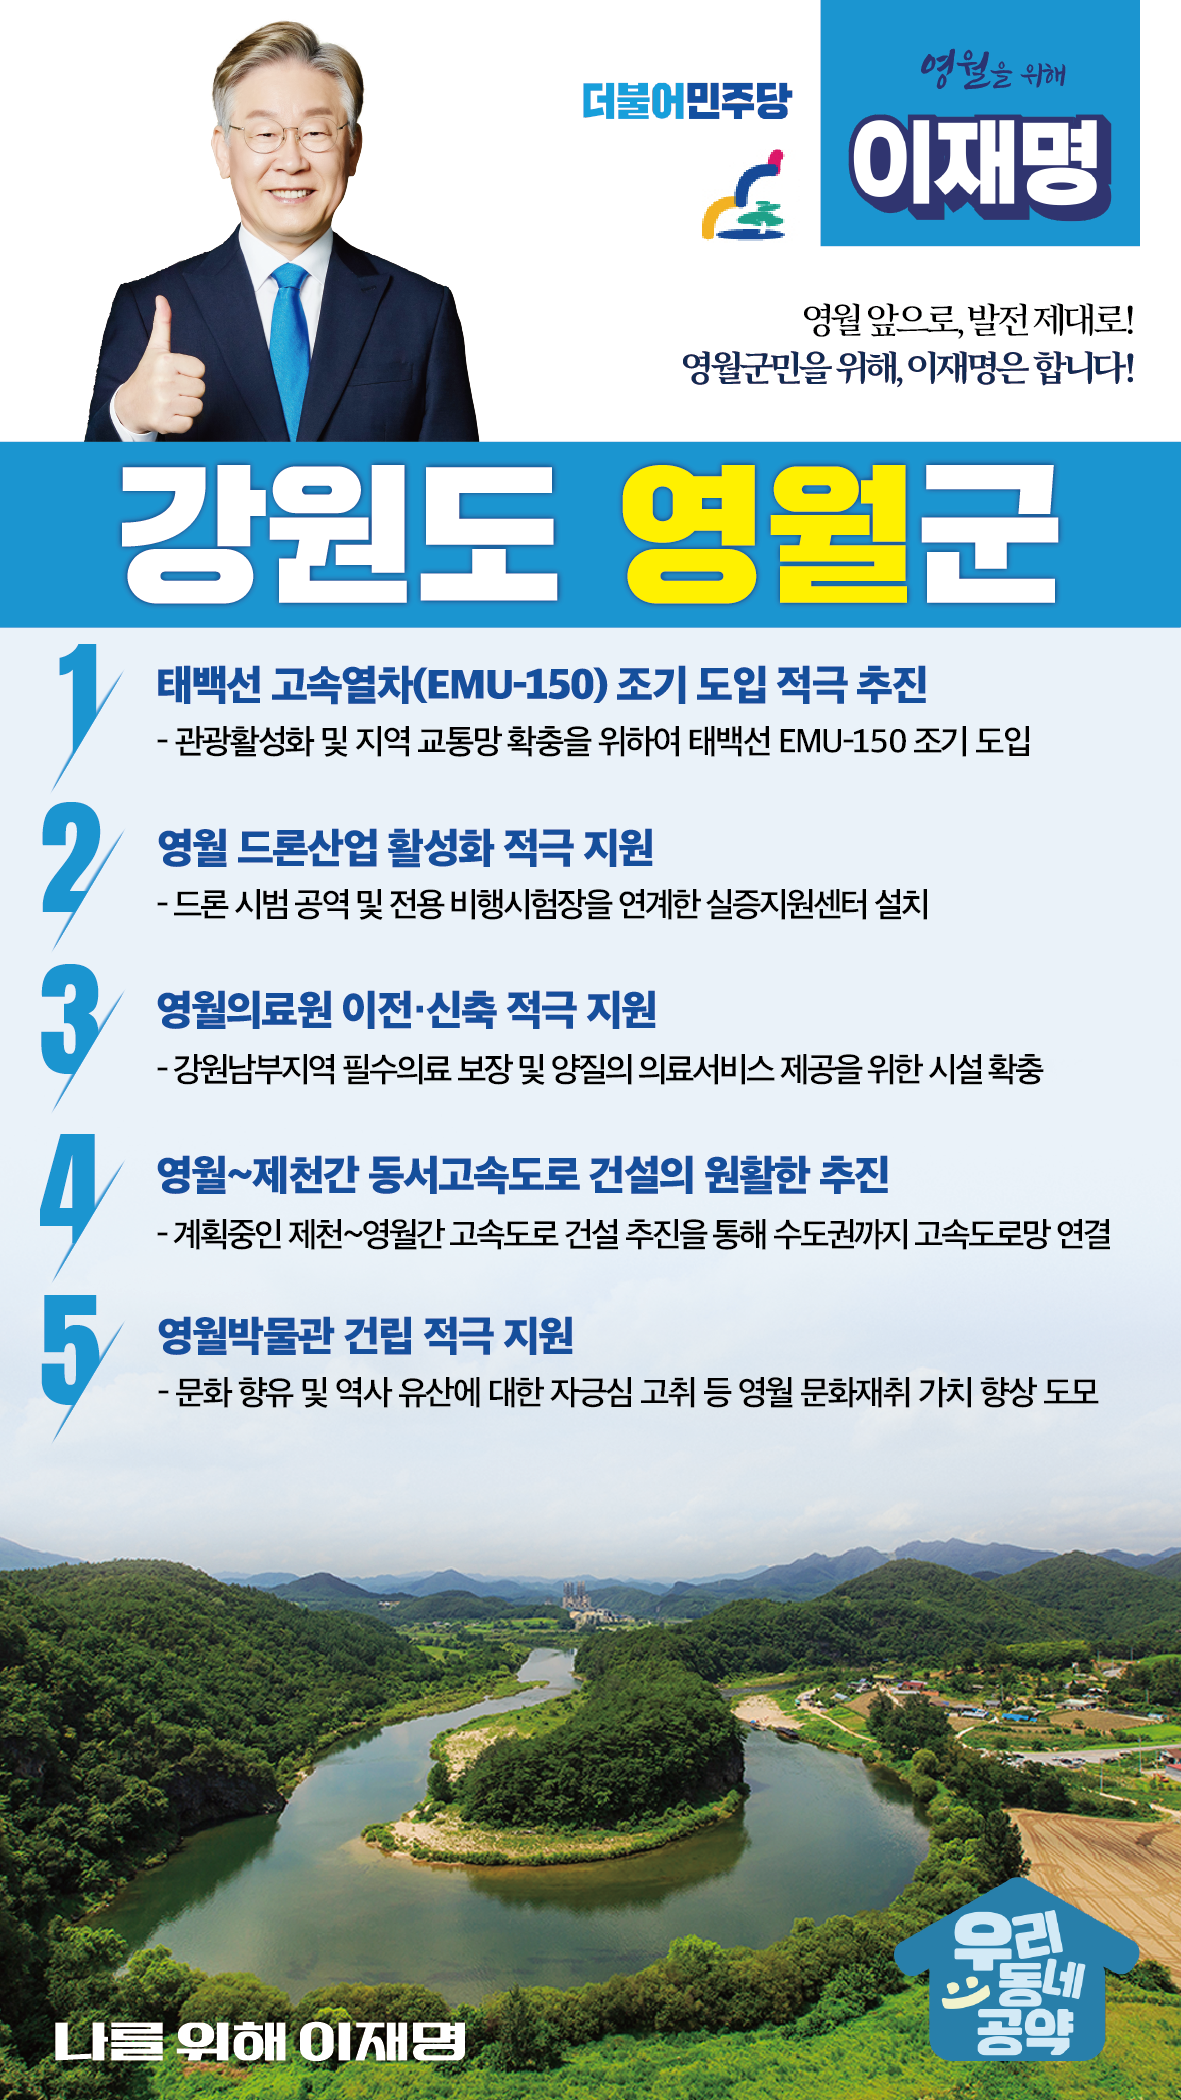 더불어민주당
영월을 위해
이재명
영월 앞으로, 발전 제대로!
영월군민을 위해, 이재명은 합니다!
강원도 영월군
1
태백선 고속열차(EMU-150) 조기 도입 적극 추진
- 관광활성화 및 지역 교통망 확충을 위하여 태백선 EMU-150 조기 도입
2
영월 드론산업 활성화 적극 지원
- 드론 시범 공역 및 전용 비행시험장을 연계한 실증지원센터 설치
3
영월의료원 이전·신축 적극 지원
- 강원남부지역 필수의료 보장 및 양질의 의료서비스 제공을 위한 시설 확충
4
영월~제천간 동서고속도로 건설의 원활한 추진
- 계획중인 제천~영월간 고속도로 건설 추진을 통해 수도권까지 고속도로망 연결
5
영월박물관 건립 적극 지원
- 문화 향유 및 역사 유산에 대한 자긍심 고취 등 영월 문화재취 가치 향상 도모
우리
동네
공약
나를 위해 이재명